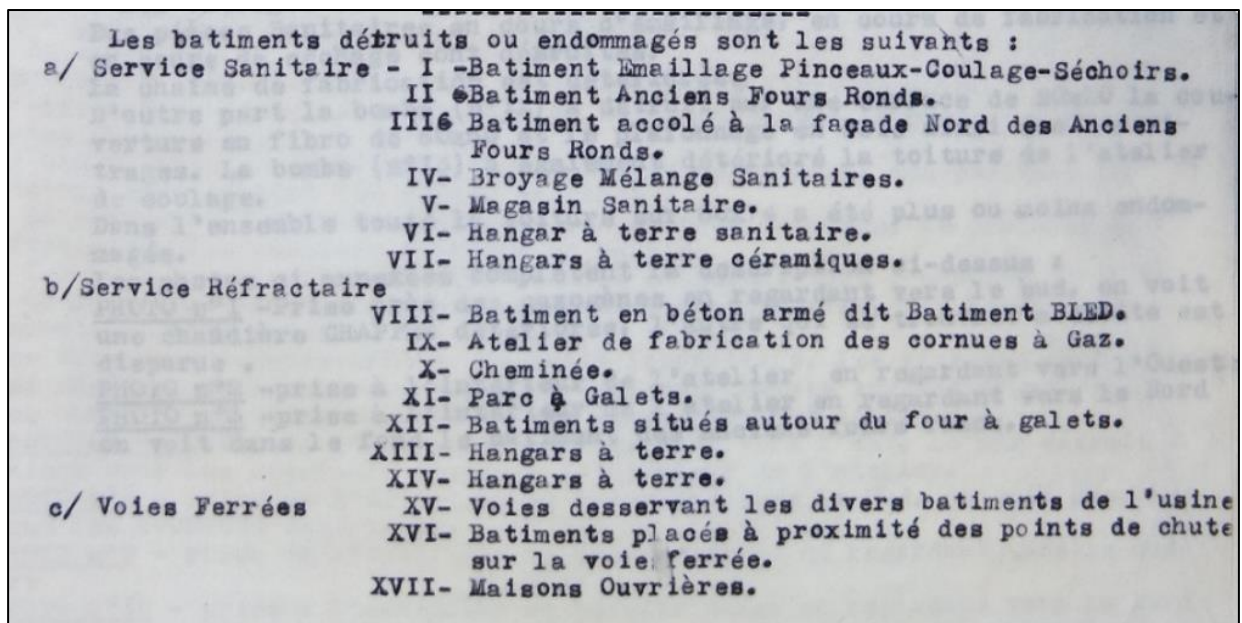 Les batiments détruits ou endommagés sont les suivants :
a/ Service Sanitaire - I -Batiment Emaillage Pinceaux-Coulage-Séchoirs.
II Batiment Anciens Fours Ronds.
III Batiment accolé à la façade Nord des Anciens
Fours Ronds.
IV- Broyage Mélange Sanitaires.
V- Magasin Sanitaire.
VI- Hangar à terre sanitaire.
VII- Hangars à terre céramiques.
b/Service Réfractaire
VIII- Batiment en béton armé dit Batiment BLED.
IX- Atelier de fabrication des cornues à Gaz.
X- Cheminée.
XI- Parc à Galets.
XII- Batiments situés autour du four à galets.
XIII- Hangars à terre.
XIV- Hangars à terre.
c/ Voies Ferrées XV- Voies desservant les divers batiments de l'usine
XVI- Batiments placés à proximité des points de chute
sur la voie ferrée.
XVII- Maisons Ouvrières.